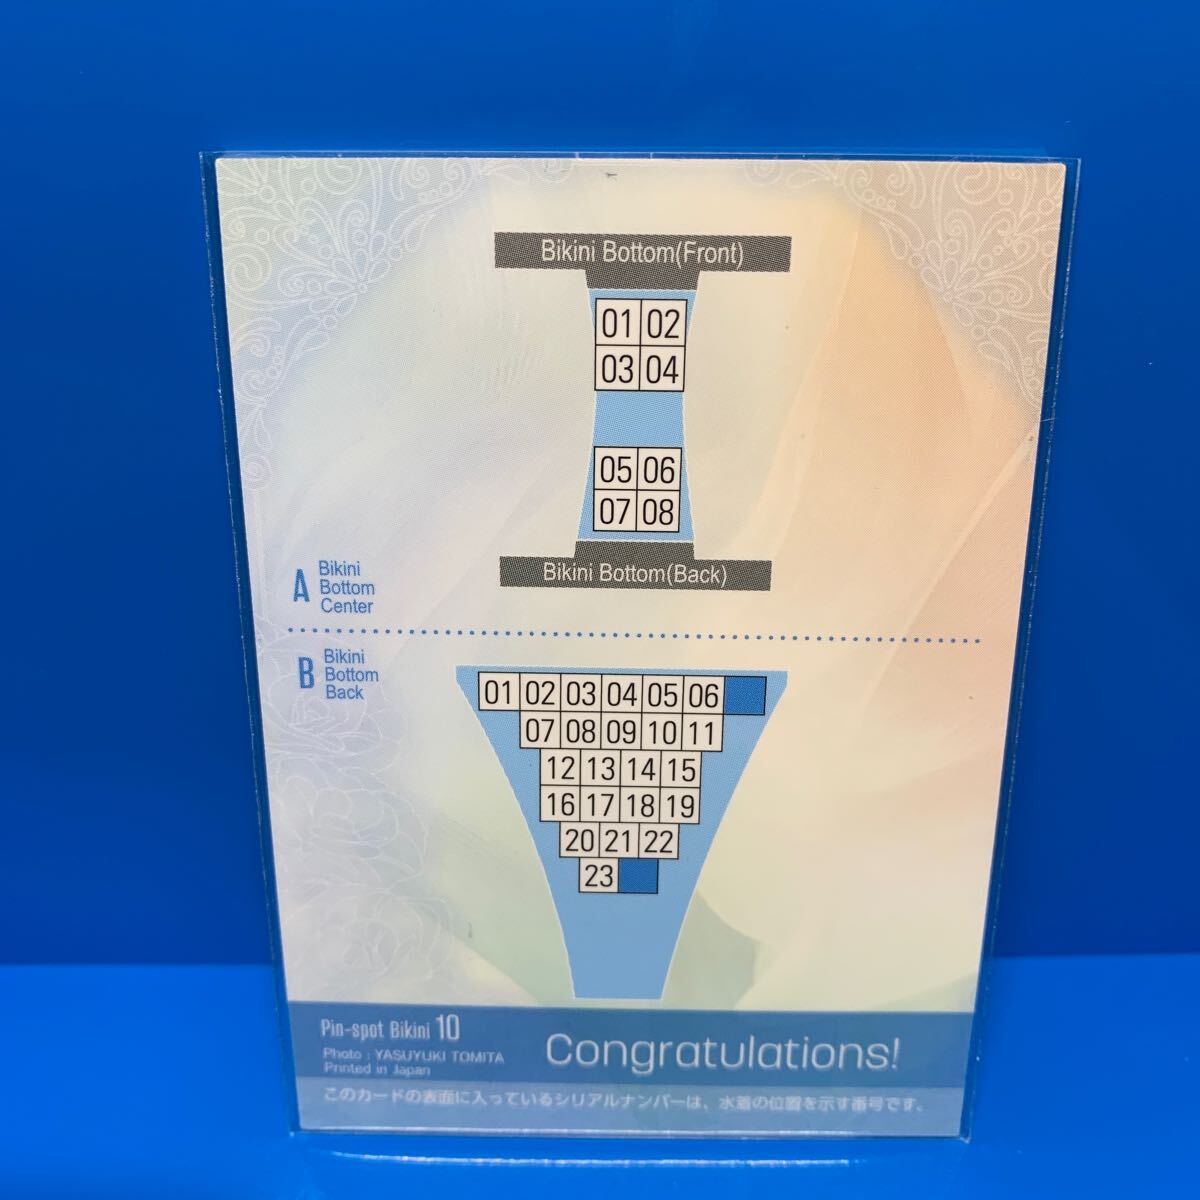 Bikini Bottom(Front)
01 02
03 04
05 06
07 08
Bikini Bottom(Back)
A Bikini
Bottom
Center
B Bikini
Bottom
Back
01 02 03 04 05 06
07 08 09 10 11
12 13 14 15
16 17 18 19
20 21 22
23
Pin-spot Bikini 10
Photo : YASUYUKI TOMITA
Printed in Japan
Congratulations!
このカードの表面に入っているシリアルナンバーは、水着の位置を示す番号です。